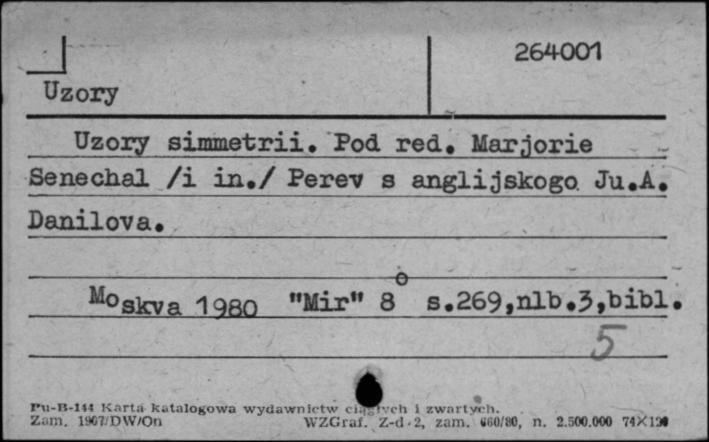 264001
Uzory
Uzory simmetrii. Pod red. Marjorie
Senechal /i in./ Perev s anglijskogo Ju.A.
Danilova.
Moskva 1980 "Mir" 8° s.269,nlb.3,bibl.
5
Pu-B-144 Karta katalogowa wydawnictw ciągłych i zwartych.
Zam. 1967/DW/On WZGraf. Z-d 2, zam. 660/80, n. 2.500.000 74×120